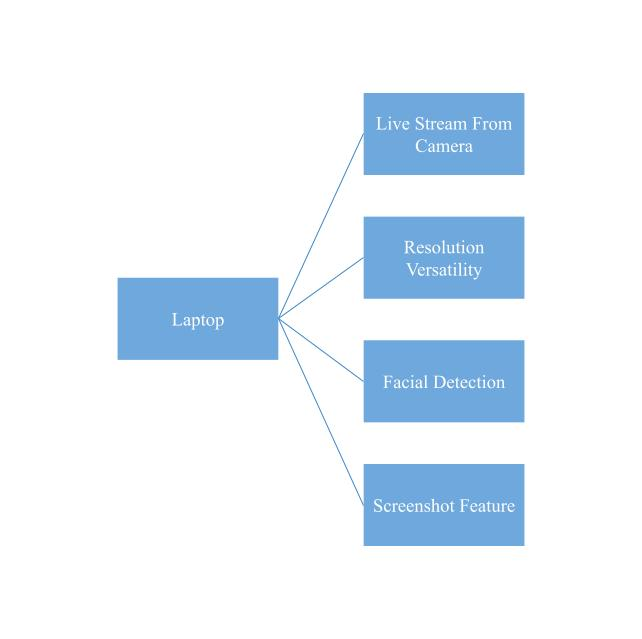 Live Stream From
Camera
Resolution
Versatility
Laptop
Facial Detection
Screenshot Feature